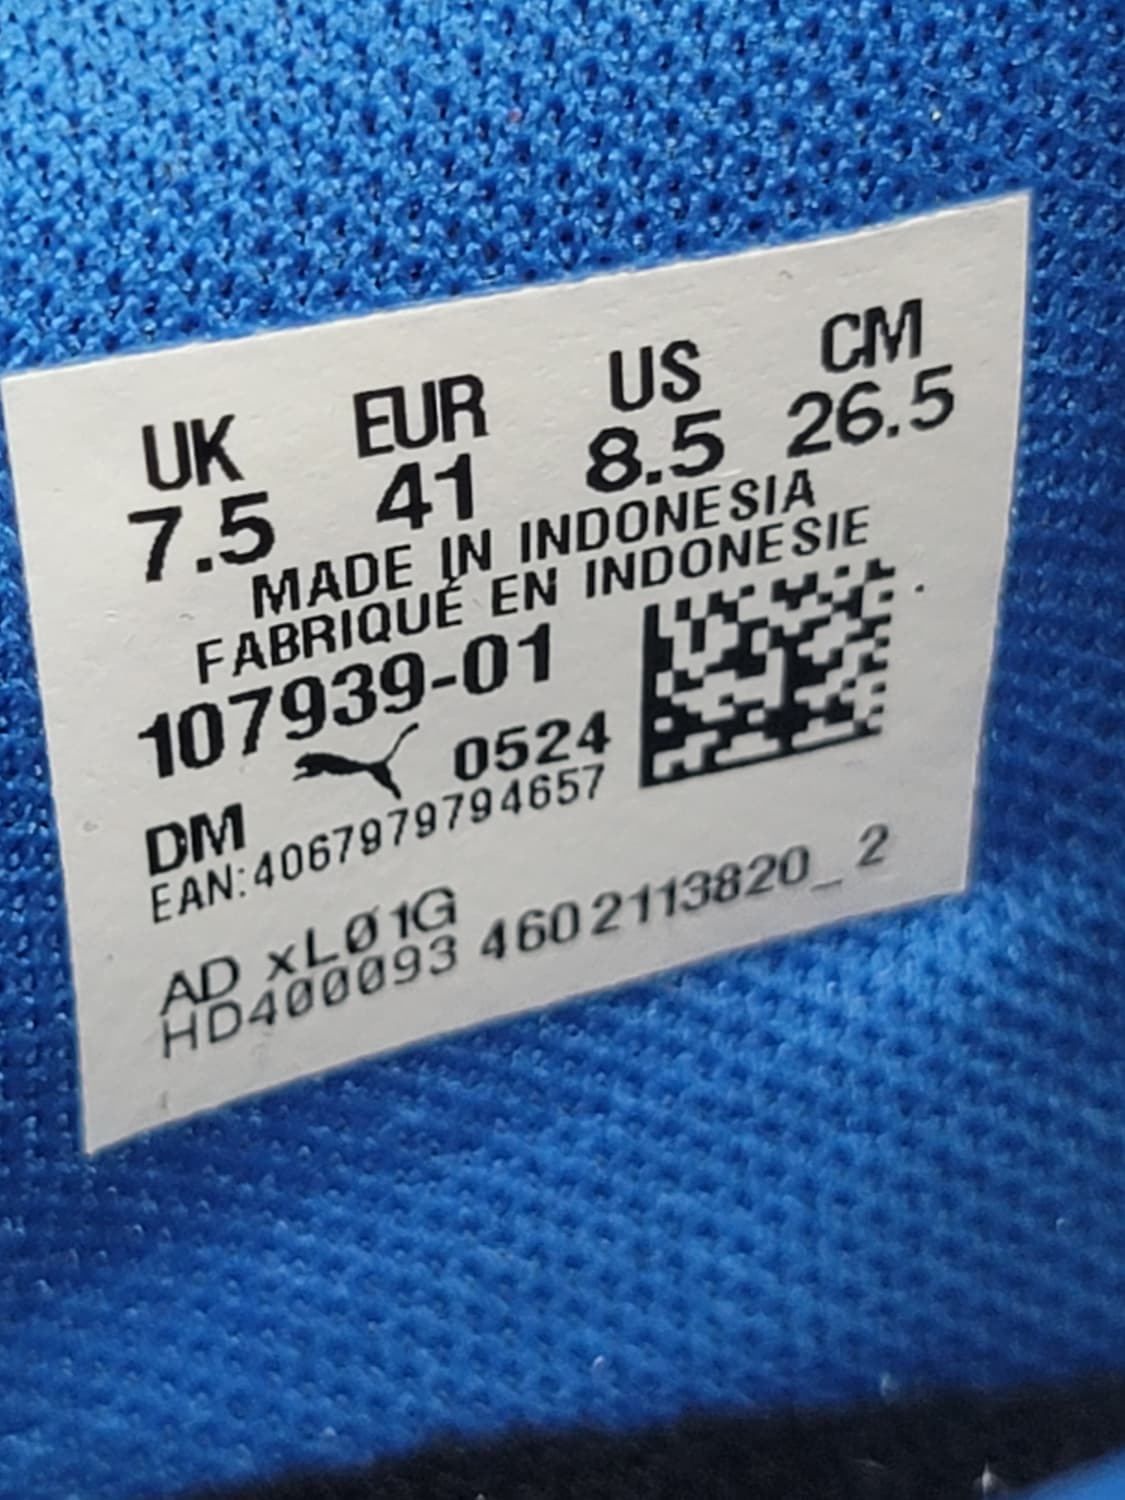 UK EUR US CM
7.5 41 8.5 26.5
MADE IN INDONESIA
FABRIQUÉ EN INDONESIE
107939-01
DM 0524
EAN:4067979794657
AD xLØ1G
HD400093 4602113820_2